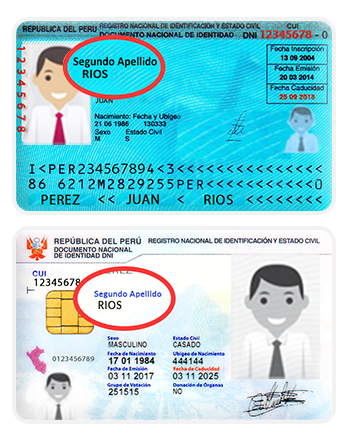 REPUBLICA DEL PERÚ REGISTRO NACIONAL DE IDENTIFICACIÓN Y ESTADO CIVIL CUI
DOCUMENTO NACIONAL DE IDENTIDAD DNI 12345678 - 0
12345678
Segundo Apellido
RIOS
JUAN
Nacimiento: Fecha y Ubigeo
21 06 1986 130333
Sexo Estado Civil
M S
Fecha Inscripción
13 09 2004
Fecha Emisión
20 03 2014
Fecha Caducidad
25 09 2018
I<PER234567894<3<<<<<<<<<<<<<<<
86 6212M2829255PER<<<<<<<<<<<0
PEREZ << JUAN < RIOS <<<<<<<<
REPÚBLICA DEL PERÚ REGISTRO NACIONAL DE IDENTIFICACIÓN Y ESTADO CIVIL
DOCUMENTO NACIONAL
DE IDENTIDAD DNI
CUI
12345678
Segundo Apellido
RIOS
0123456789
Sexo Estado Civil
MASCULINO CASADO
Fecha de Nacimiento Ubigeo de Nacimiento
17 01 1984 444144
Fecha de Emisión Fecha de Caducidad
03 11 2017 03 11 2025
Grupo de Votación Donación de Órganos
251515 NO